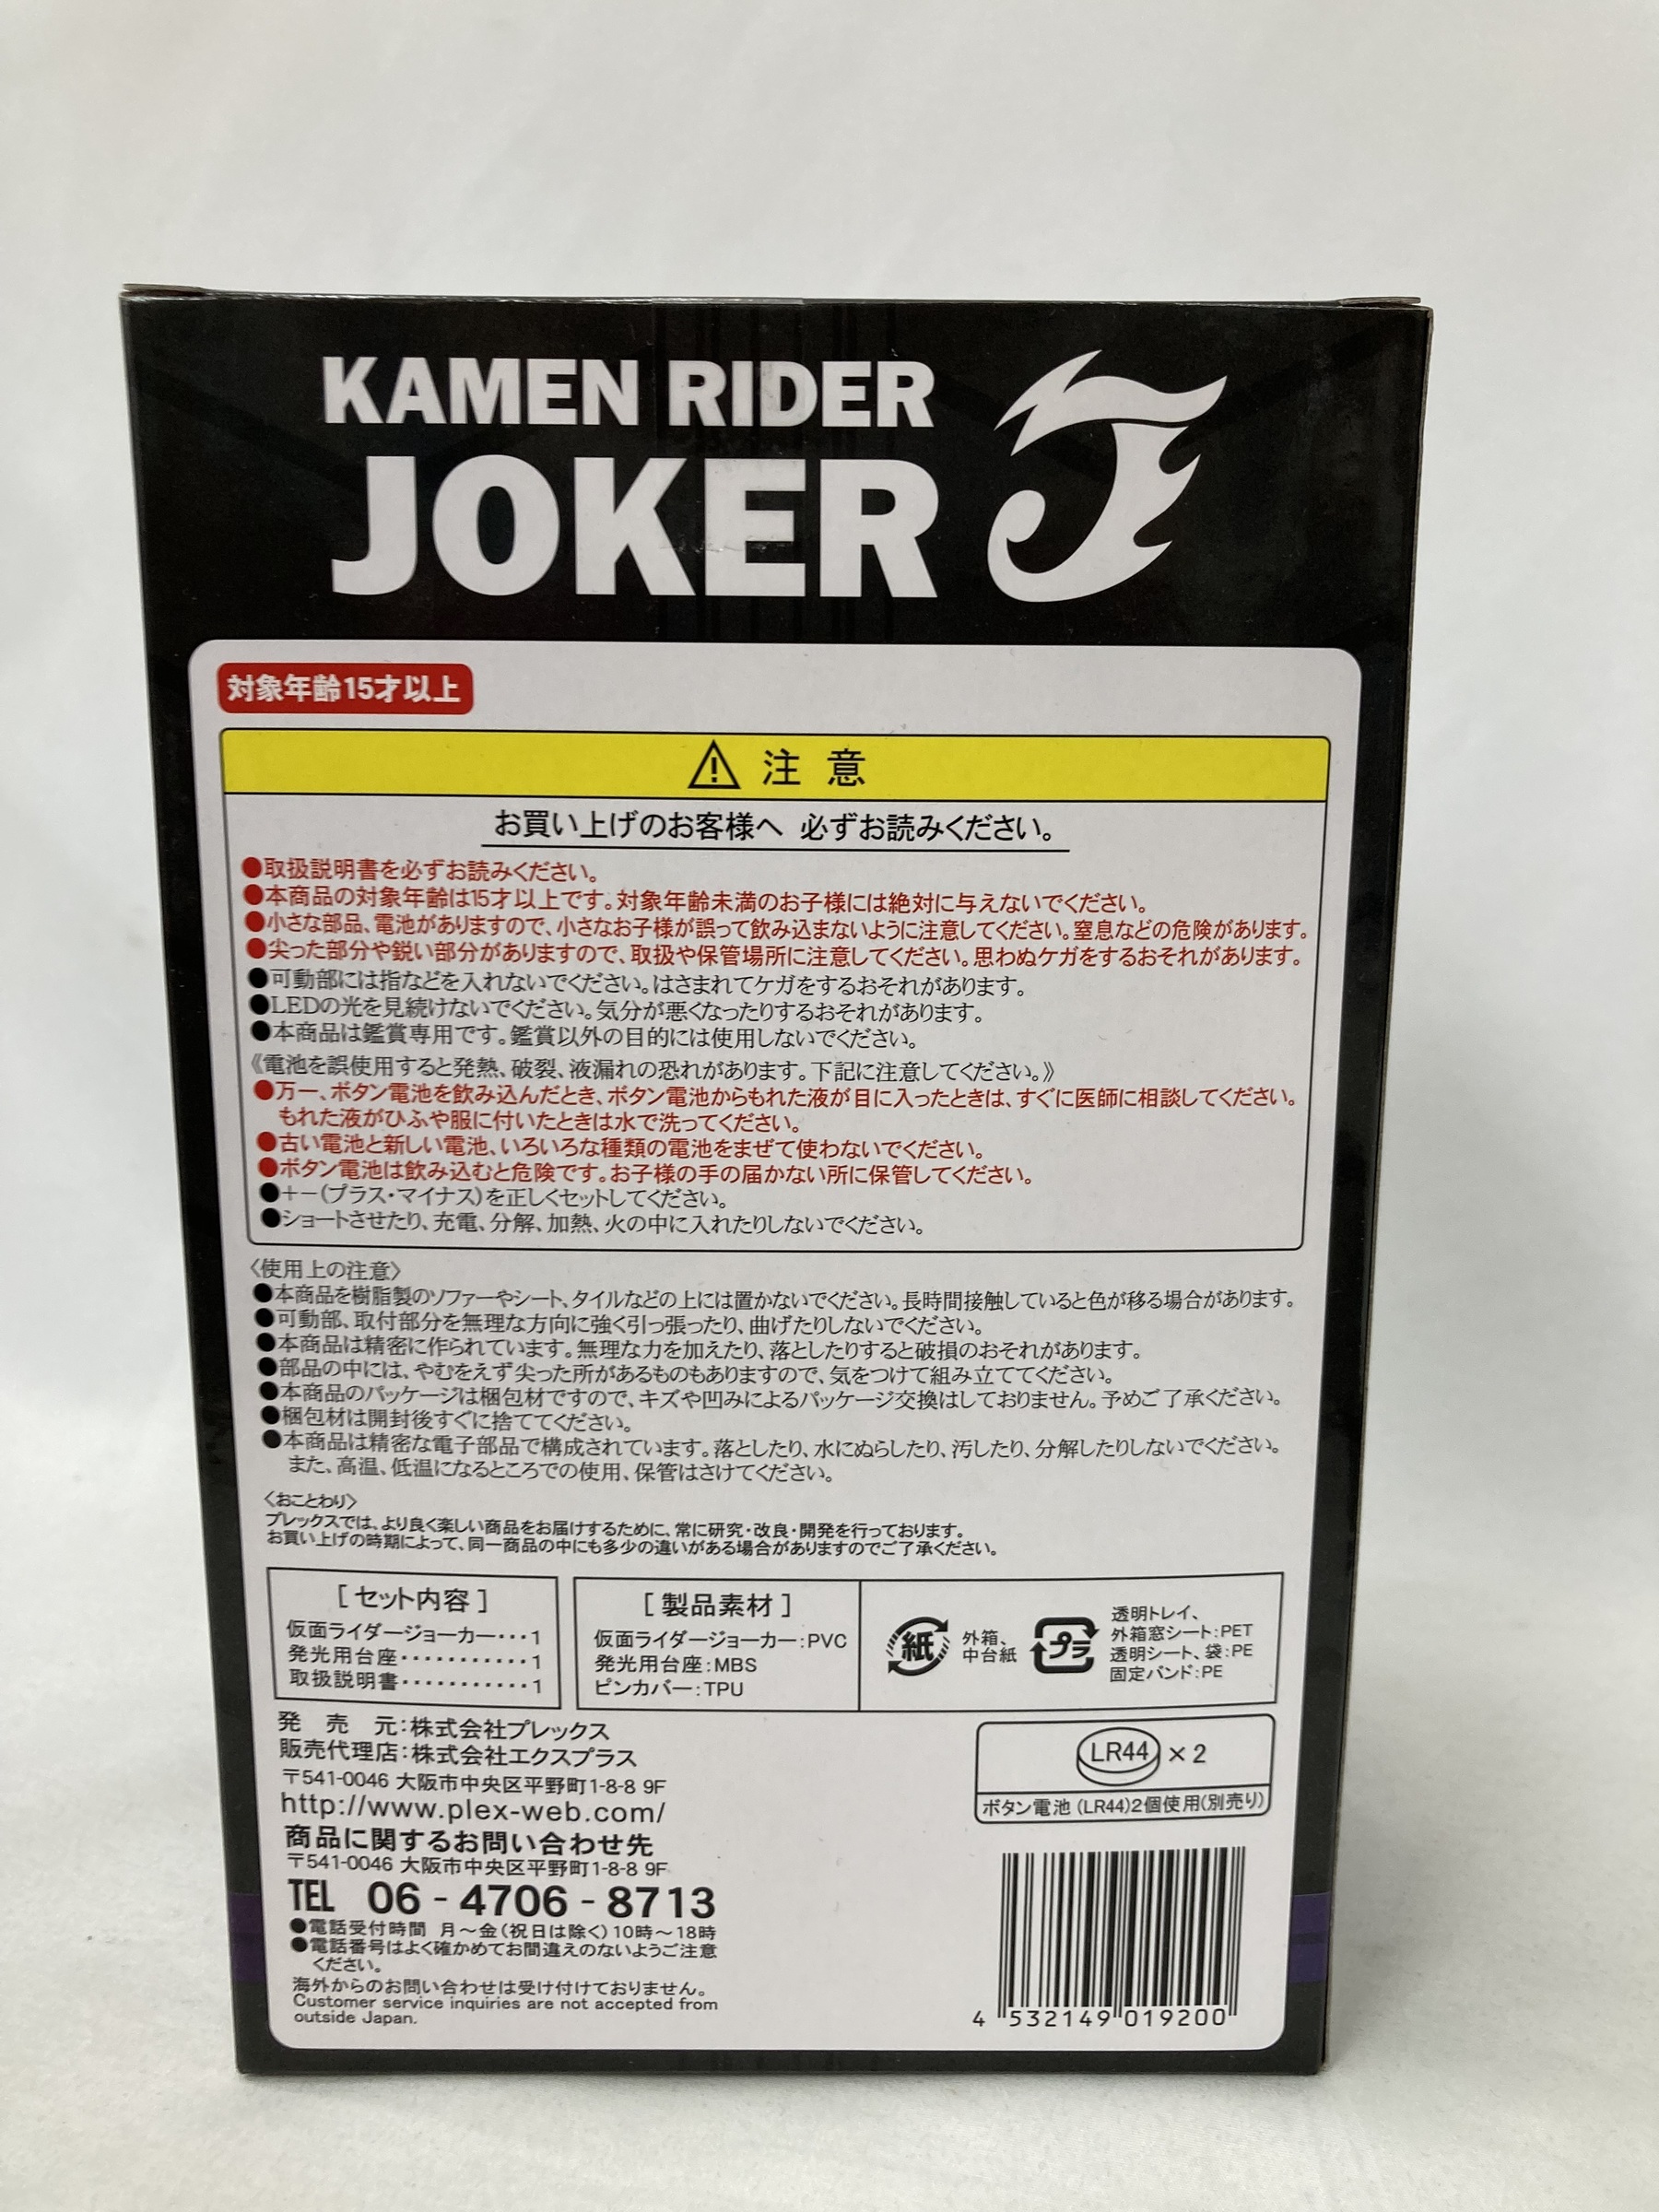 KAMEN RIDER
JOKER
対象年齢15才以上
注 意
お買い上げのお客様へ 必ずお読みください。
●取扱説明書を必ずお読みください。
●本商品の対象年齢は15才以上です。対象年齢未満のお子様には絶対に与えないでください。
●小さな部品、電池がありますので、小さなお子様が誤って飲み込まないように注意してください。窒息などの危険があります。
●尖った部分や鋭い部分がありますので、取扱や保管場所に注意してください。思わぬケガをするおそれがあります。
●可動部には指などを入れないでください。はさまれてケガをするおそれがあります。
●LEDの光を見続けないでください。気分が悪くなったりするおそれがあります。
●本商品は鑑賞専用です。鑑賞以外の目的には使用しないでください。
《電池を誤使用すると発熱、破裂、液漏れの恐れがあります。下記に注意してください。》
●万一、ボタン電池を飲み込んだとき、ボタン電池からもれた液が目に入ったときは、すぐに医師に相談してください。
もれた液がひふや服に付いたときは水で洗ってください。
●古い電池と新しい電池、いろいろな種類の電池をまぜて使わないでください。
●ボタン電池は飲み込むと危険です。お子様の手の届かない所に保管してください。
●+−(プラス・マイナス)を正しくセットしてください。
●ショートさせたり、充電、分解、加熱、火の中に入れたりしないでください。
〈使用上の注意〉
●本商品を樹脂製のソファーやシート、タイルなどの上には置かないでください。長時間接触していると色が移る場合があります。
●可動部、取付部分を無理な方向に強く引っ張ったり、曲げたりしないでください。
●本商品は精密に作られています。無理な力を加えたり、落としたりすると破損のおそれがあります。
●部品の中には、やむをえず尖った所があるものもありますので、気をつけて組み立ててください。
●本商品のパッケージは梱包材ですので、キズや凹みによるパッケージ交換はしておりません。予めご了承ください。
●梱包材は開封後すぐに捨ててください。
●本商品は精密な電子部品で構成されています。落としたり、水にぬらしたり、汚したり、分解したりしないでください。
また、高温、低温になるところでの使用、保管はさけてください。
〈おことわり〉
プレックスでは、より良く楽しい商品をお届けするために、常に研究・改良・開発を行っております。
お買い上げの時期によって、同一商品の中にも多少の違いがある場合がありますのでご了承ください。
[ セット内容 ]
仮面ライダージョーカー・・・1
発光用台座・・・・・・・・・・・1
取扱説明書・・・・・・・・・・・1
[ 製品素材 ]
仮面ライダージョーカー:PVC
発光用台座:MBS
ピンカバー:TPU
紙
外箱、
中台紙
プラ
透明トレイ、
外箱窓シート:PET
透明シート、袋:PE
固定バンド:PE
発 売 元:株式会社プレックス
販売代理店:株式会社エクスプラス
〒541-0046 大阪市中央区平野町1-8-8 9F
http://www.plex-web.com/
商品に関するお問い合わせ先
〒541-0046 大阪市中央区平野町1-8-8 9F
TEL 06-4706-8713
●電話受付時間 月〜金(祝日は除く)10時〜18時
●電話番号はよく確かめてお間違えのないようご注意
ください。
海外からのお問い合わせは受け付けておりません。
Customer service inquiries are not accepted from
outside Japan.
LR44 ×2
ボタン電池(LR44)2個使用(別売り)
4 532149 019200